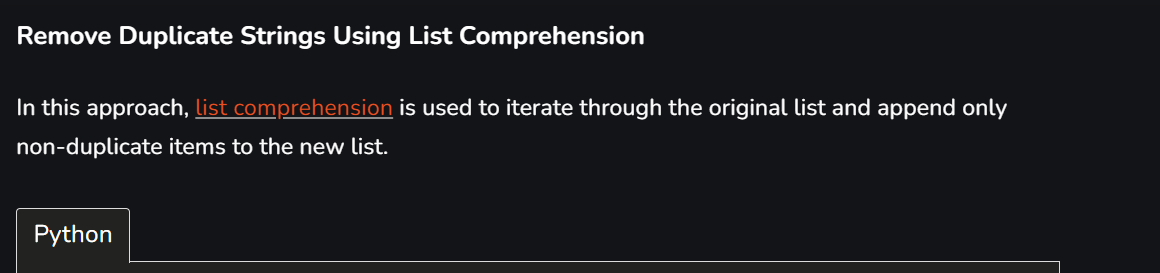 Remove Duplicate Strings Using List Comprehension
In this approach, list comprehension is used to iterate through the original list and append only
non-duplicate items to the new list.
Python